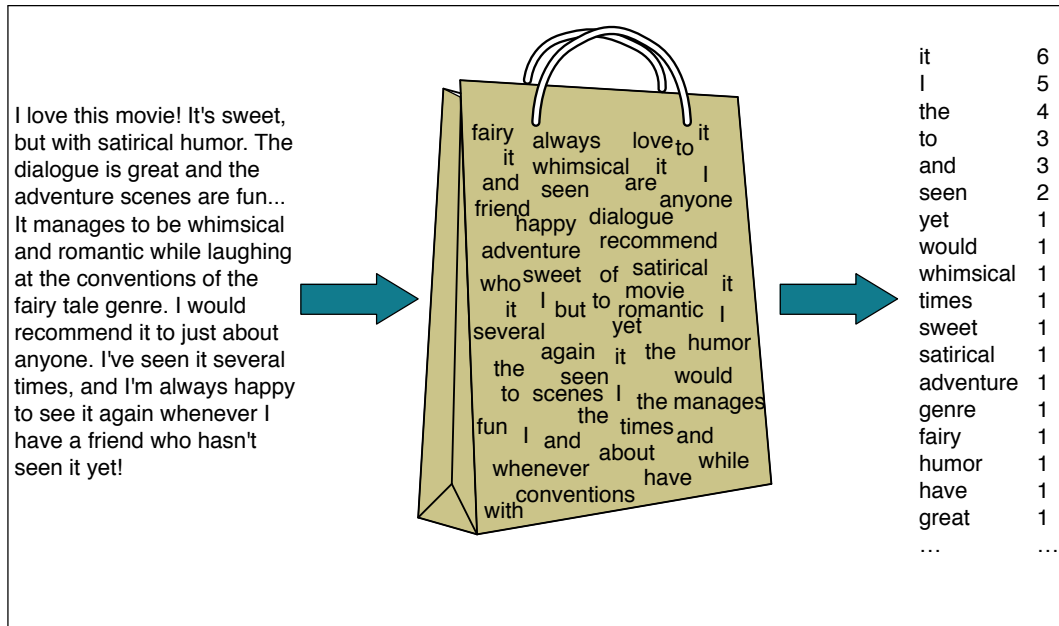 I love this movie! It's sweet,
but with satirical humor. The
dialogue is great and the
adventure scenes are fun...
It manages to be whimsical
and romantic while laughing
at the conventions of the
fairy tale genre. I would
recommend it to just about
anyone. I've seen it several
times, and I'm always happy
to see it again whenever I
have a friend who hasn't
seen it yet!
fairy always love to it
it whimsical it I
and seen are anyone
friend happy dialogue
adventure recommend
who sweet of satirical it
it I but to movie romantic I
several yet
again it the humor
the seen would
to scenes I the manages
fun I and the times and
whenever about have while
conventions
with
it 6
I 5
the 4
to 3
and 3
seen 2
yet 1
would 1
whimsical 1
times 1
sweet 1
satirical 1
adventure 1
genre 1
fairy 1
humor 1
have 1
great 1
… …